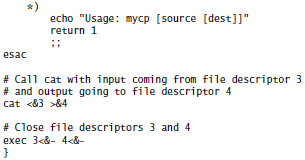 *)
echo "Usage: mycp [source [dest]]"
return 1
;;
esac
# Call cat with input coming from file descriptor 3
# and output going to file descriptor 4
cat <&3 >&4
# Close file descriptors 3 and 4
exec 3<&- 4<&-
}